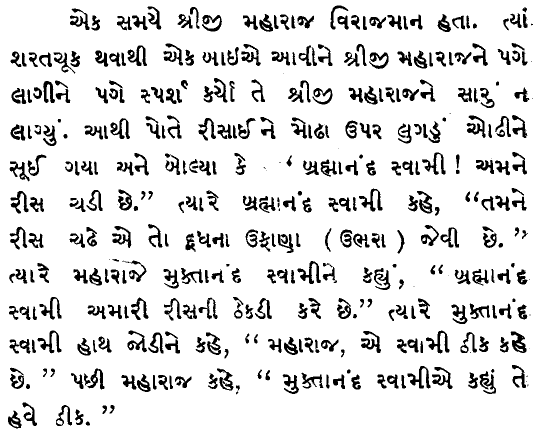 એક સમયે શ્રીજી મહારાજ વિરાજમાન હતા. ત્યાં
શરતચૂક થવાથી એક બાઇએ આવીને શ્રીજી મહારાજને પગે
લાગીને પગે સ્પર્શ કર્યો તે શ્રીજી મહારાજને સારું ન
લાગ્યું. આથી પોતે રીસાઈને મોઢા ઉપર લુગડું ઓઢીને
સૂઈ ગયા અને બોલ્યા કે ‘બ્રહ્માનંદ સ્વામી! અમને
રીસ ચડી છે.” ત્યારે બ્રહ્માનંદ સ્વામી કહે, “તમને
રીસ ચઢે એ તો દૂધના ઉફાણા (ઉભરા) જેવી છે.”
ત્યારે મહારાજે મુક્તાનંદ સ્વામીને કહ્યું, “બ્રહ્માનંદ
સ્વામી અમારી રીસની ઠેકડી કરે છે.” ત્યારે મુક્તાનંદ
સ્વામી હાથ જોડીને કહે, “મહારાજ, એ સ્વામી ઠીક કહે
છે.” પછી મહારાજ કહે, “મુક્તાનંદ સ્વામીએ કહ્યું તે
હવે ઠીક.”